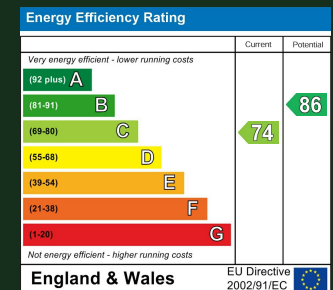 Energy Efficiency Rating
Current Potential
Very energy efficient - lower running costs
(92 plus) A
(81-91) B
86
(69-80) C
74
(55-68) D
(39-54) E
(21-38) F
(1-20) G
Not energy efficient - higher running costs
England & Wales
EU Directive
2002/91/EC